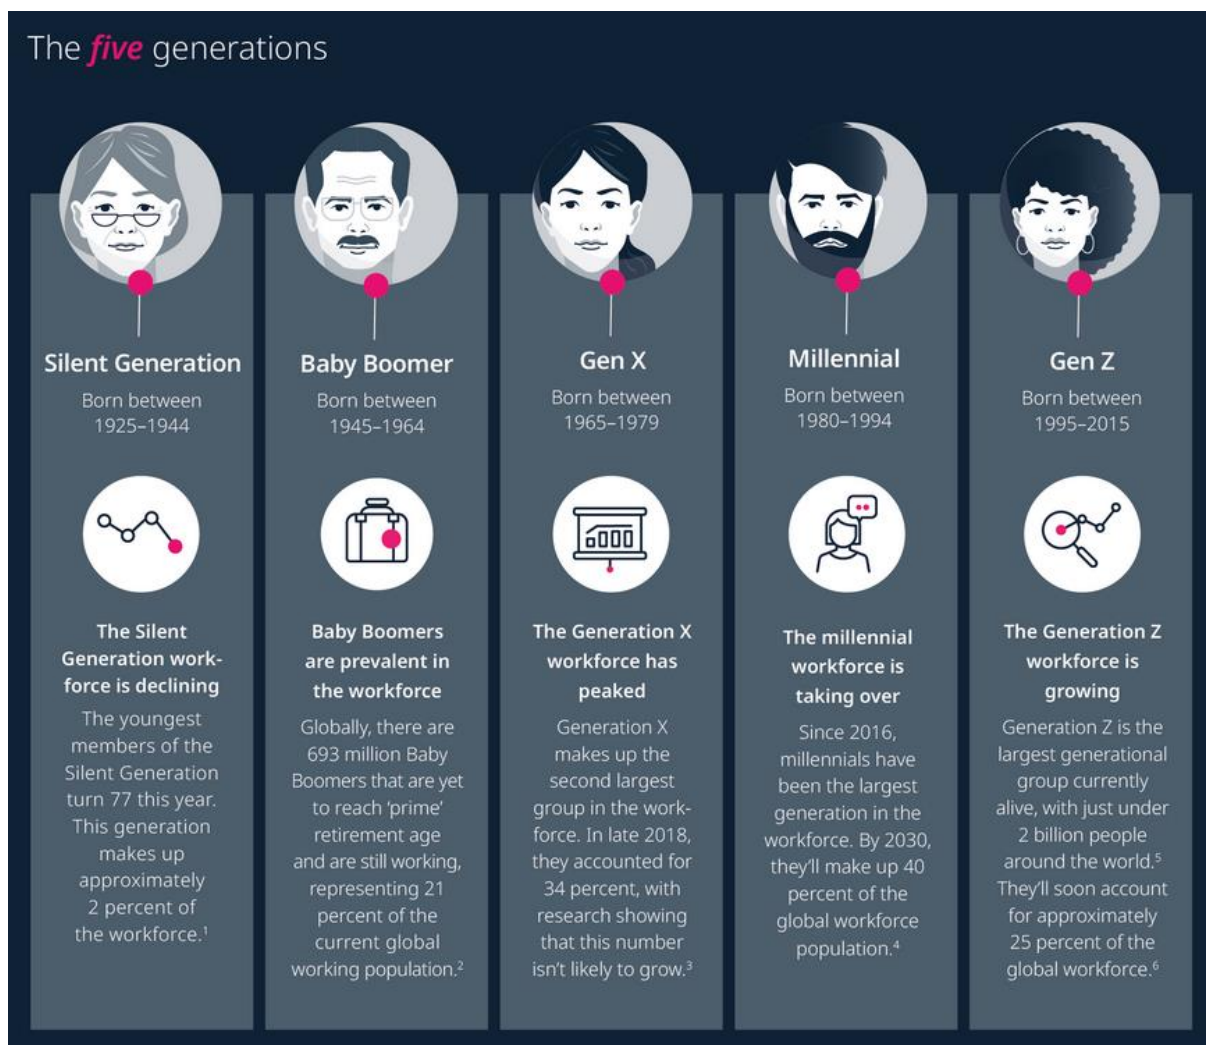 The five generations
Silent Generation
Born between
1925–1944
The Silent
Generation work-
force is declining
The youngest
members of the
Silent Generation
turn 77 this year.
This generation
makes up
approximately
2 percent of
the workforce.¹
Baby Boomer
Born between
1945–1964
Baby Boomers
are prevalent in
the workforce
Globally, there are
693 million Baby
Boomers that are yet
to reach ‘prime’
retirement age
and are still working,
representing 21
percent of the
current global
working population.²
Gen X
Born between
1965–1979
The Generation X
workforce has
peaked
Generation X
makes up the
second largest
group in the work-
force. In late 2018,
they accounted for
34 percent, with
research showing
that this number
isn’t likely to grow.³
Millennial
Born between
1980–1994
The millennial
workforce is
taking over
Since 2016,
millennials have
been the largest
generation in the
workforce. By 2030,
they’ll make up 40
percent of the
global workforce
population.⁴
Gen Z
Born between
1995–2015
The Generation Z
workforce is
growing
Generation Z is the
largest generational
group currently
alive, with just under
2 billion people
around the world.⁵
They’ll soon account
for approximately
25 percent of the
global workforce.⁶